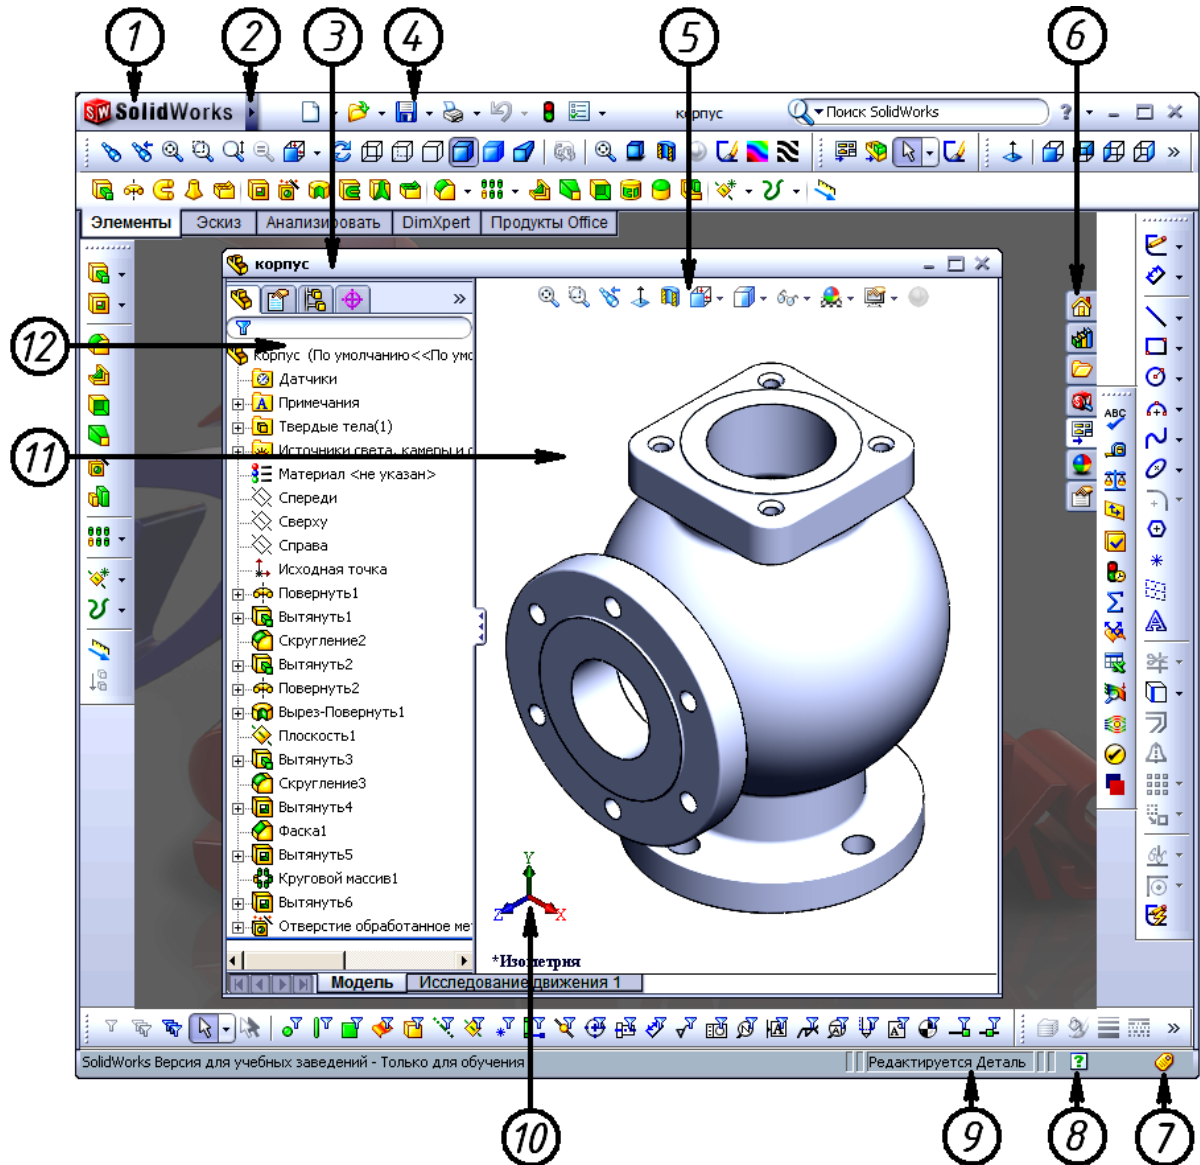 1 2 3 4 5 6
SolidWorks
корпус
Поиск SolidWorks
?
Элементы Эскиз Анализировать DimXpert Продукты Office
корпус
12
корпус (По умолчанию<<По умо
Датчики
Примечания
Твердые тела(1)
11
Источники света, камеры и
Материал <не указан>
Спереди
Сверху
Справа
Исходная точка
Повернуть1
Вытянуть1
Скругление2
Вытянуть2
Повернуть2
Вырез-Повернуть1
Плоскость1
Вытянуть3
Скругление3
Вытянуть4
Фаска1
Вытянуть5
Круговой массив1
Вытянуть6
Отверстие обработанное ме
ABC
Y
Z X
*Изометрия
Модель Исследование движения 1
SolidWorks Версия для учебных заведений - Только для обучения
Редактируется Деталь
?
10 9 8 7